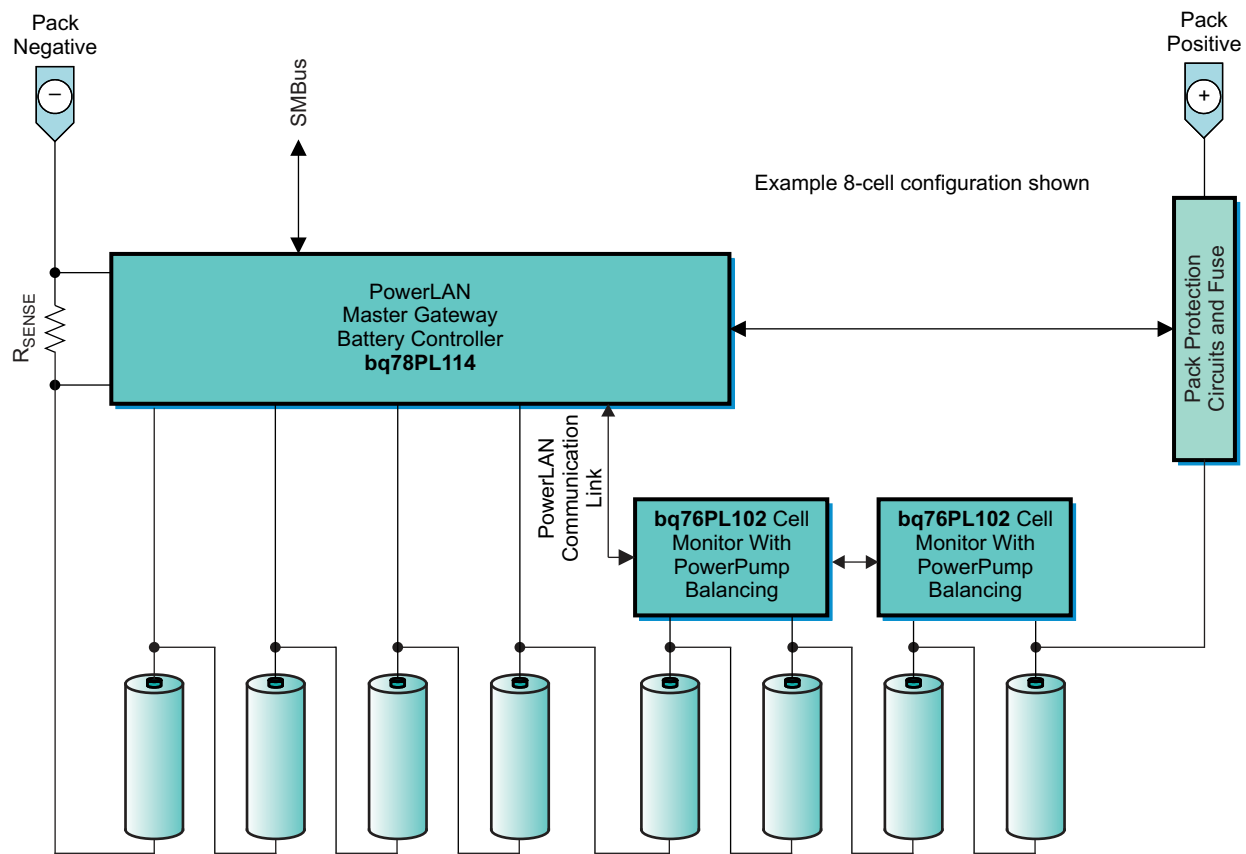 Pack
Negative
−
SMBus
Pack
Positive
+
Example 8-cell configuration shown
RSENSE
PowerLAN
Master Gateway
Battery Controller
bq78PL114
Pack Protection
Circuits and Fuse
PowerLAN
Communication
Link
bq76PL102 Cell
Monitor With
PowerPump
Balancing
bq76PL102 Cell
Monitor With
PowerPump
Balancing